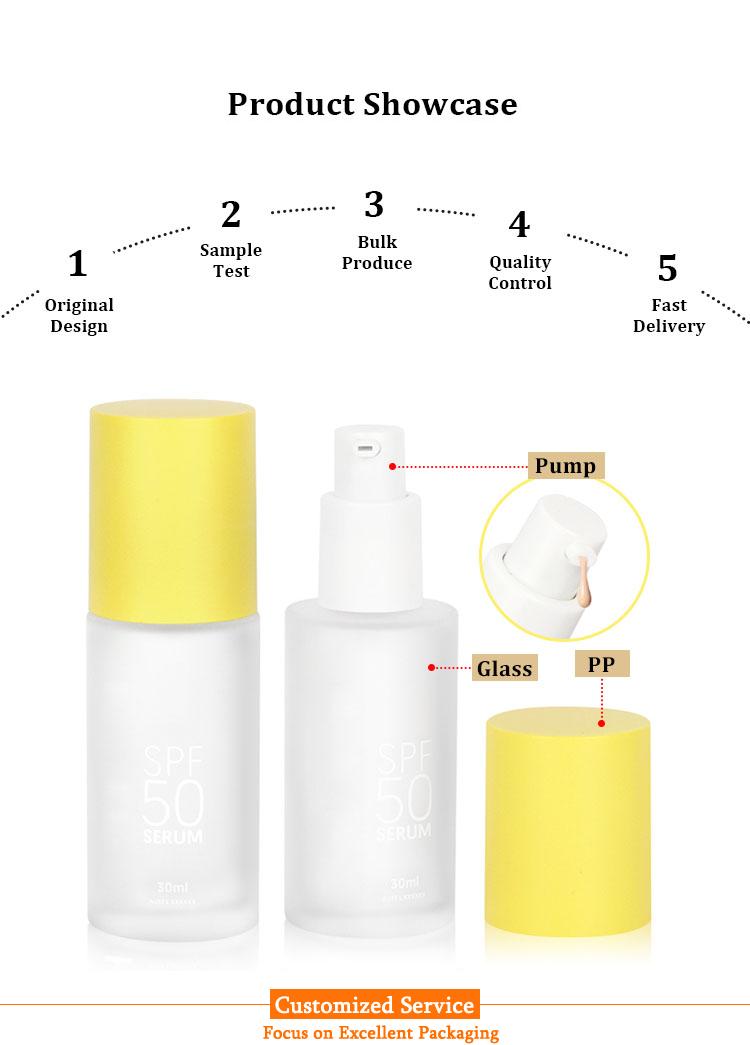 Product Showcase
1
Original
Design
2
Sample
Test
3
Bulk
Produce
4
Quality
Control
5
Fast
Delivery
Pump
Glass
PP
SPF
50
SERUM
30ml
SPF
50
SERUM
30ml
Customized Service
Focus on Excellent Packaging